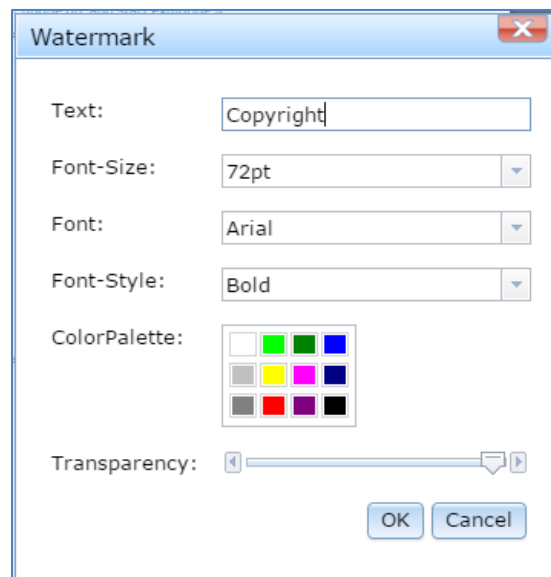 Watermark
Text: Copyright
Font-Size: 72pt
Font: Arial
Font-Style: Bold
ColorPalette:
Transparency:
OK Cancel